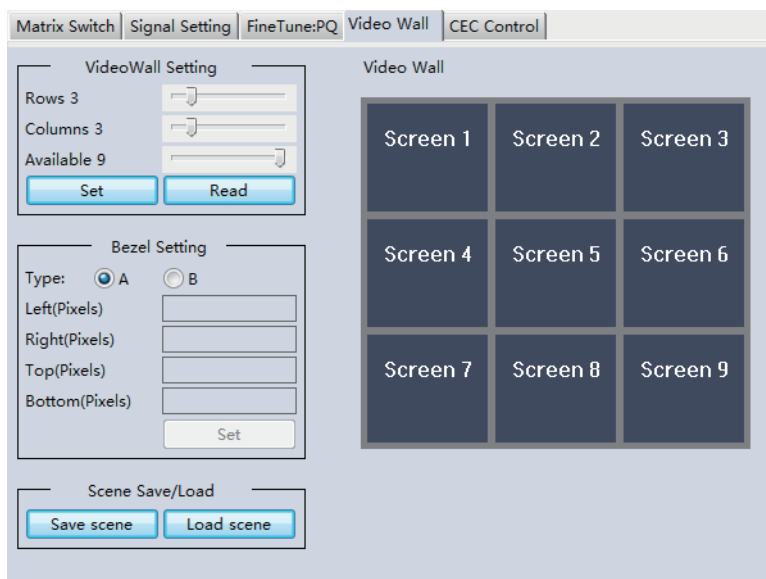 Matrix Switch Signal Setting FineTune:PQ Video Wall CEC Control
VideoWall Setting
Rows 3
Columns 3
Available 9
Set Read
Bezel Setting
Type: A B
Left(Pixels)
Right(Pixels)
Top(Pixels)
Bottom(Pixels)
Set
Scene Save/Load
Save scene Load scene
Video Wall
Screen 1 Screen 2 Screen 3
Screen 4 Screen 5 Screen 6
Screen 7 Screen 8 Screen 9